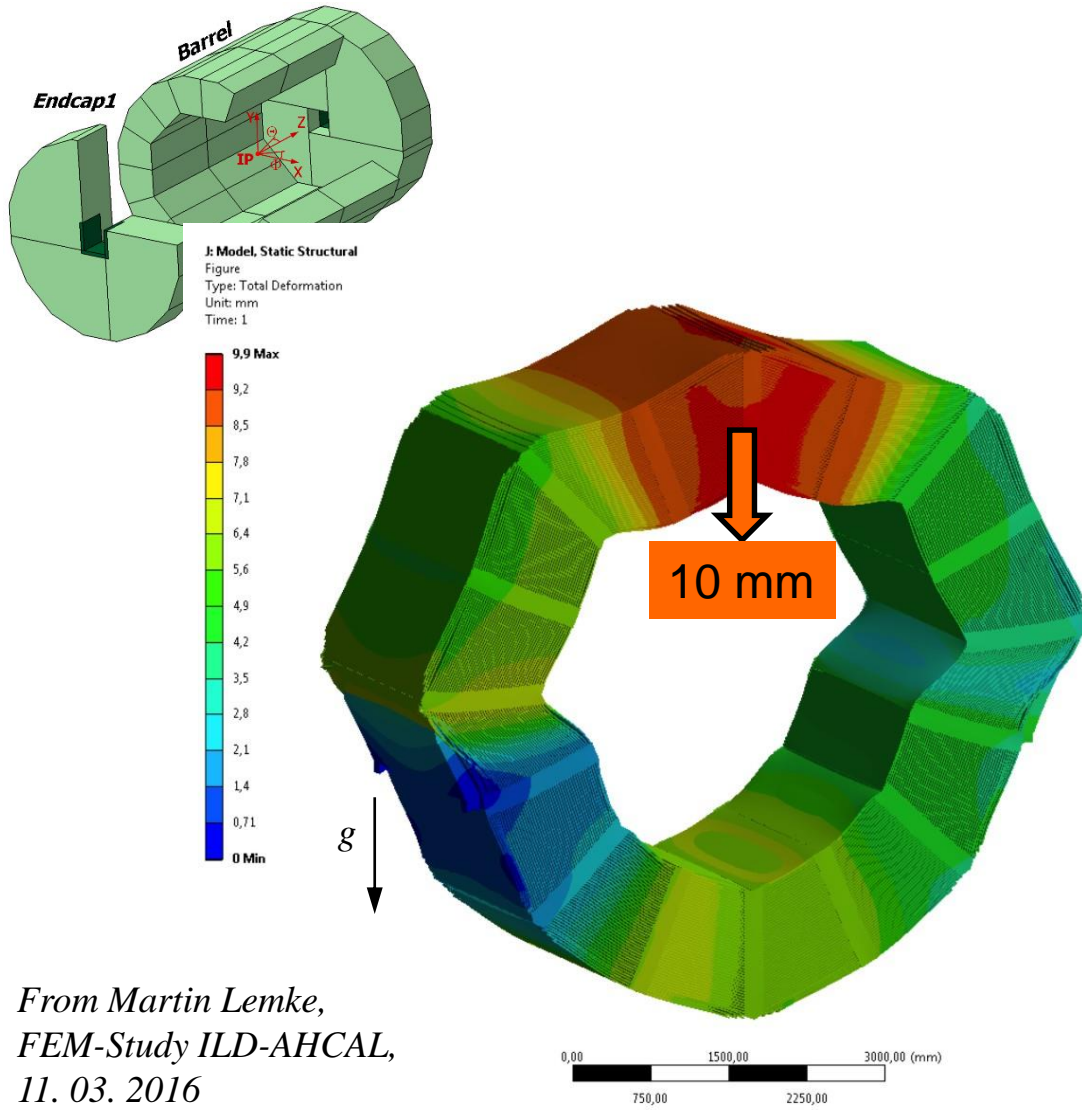 Barrel
Endcap1
Y
Θ
Z
IP
Φ
X
J: Model, Static Structural
Figure
Type: Total Deformation
Unit: mm
Time: 1
9,9 Max
9,2
8,5
7,8
7,1
6,4
5,6
4,9
4,2
3,5
2,8
2,1
1,4
0,71
0 Min
10 mm
g
From Martin Lemke,
FEM-Study ILD-AHCAL,
11. 03. 2016
0,00 1500,00 3000,00 (mm)
750,00 2250,00